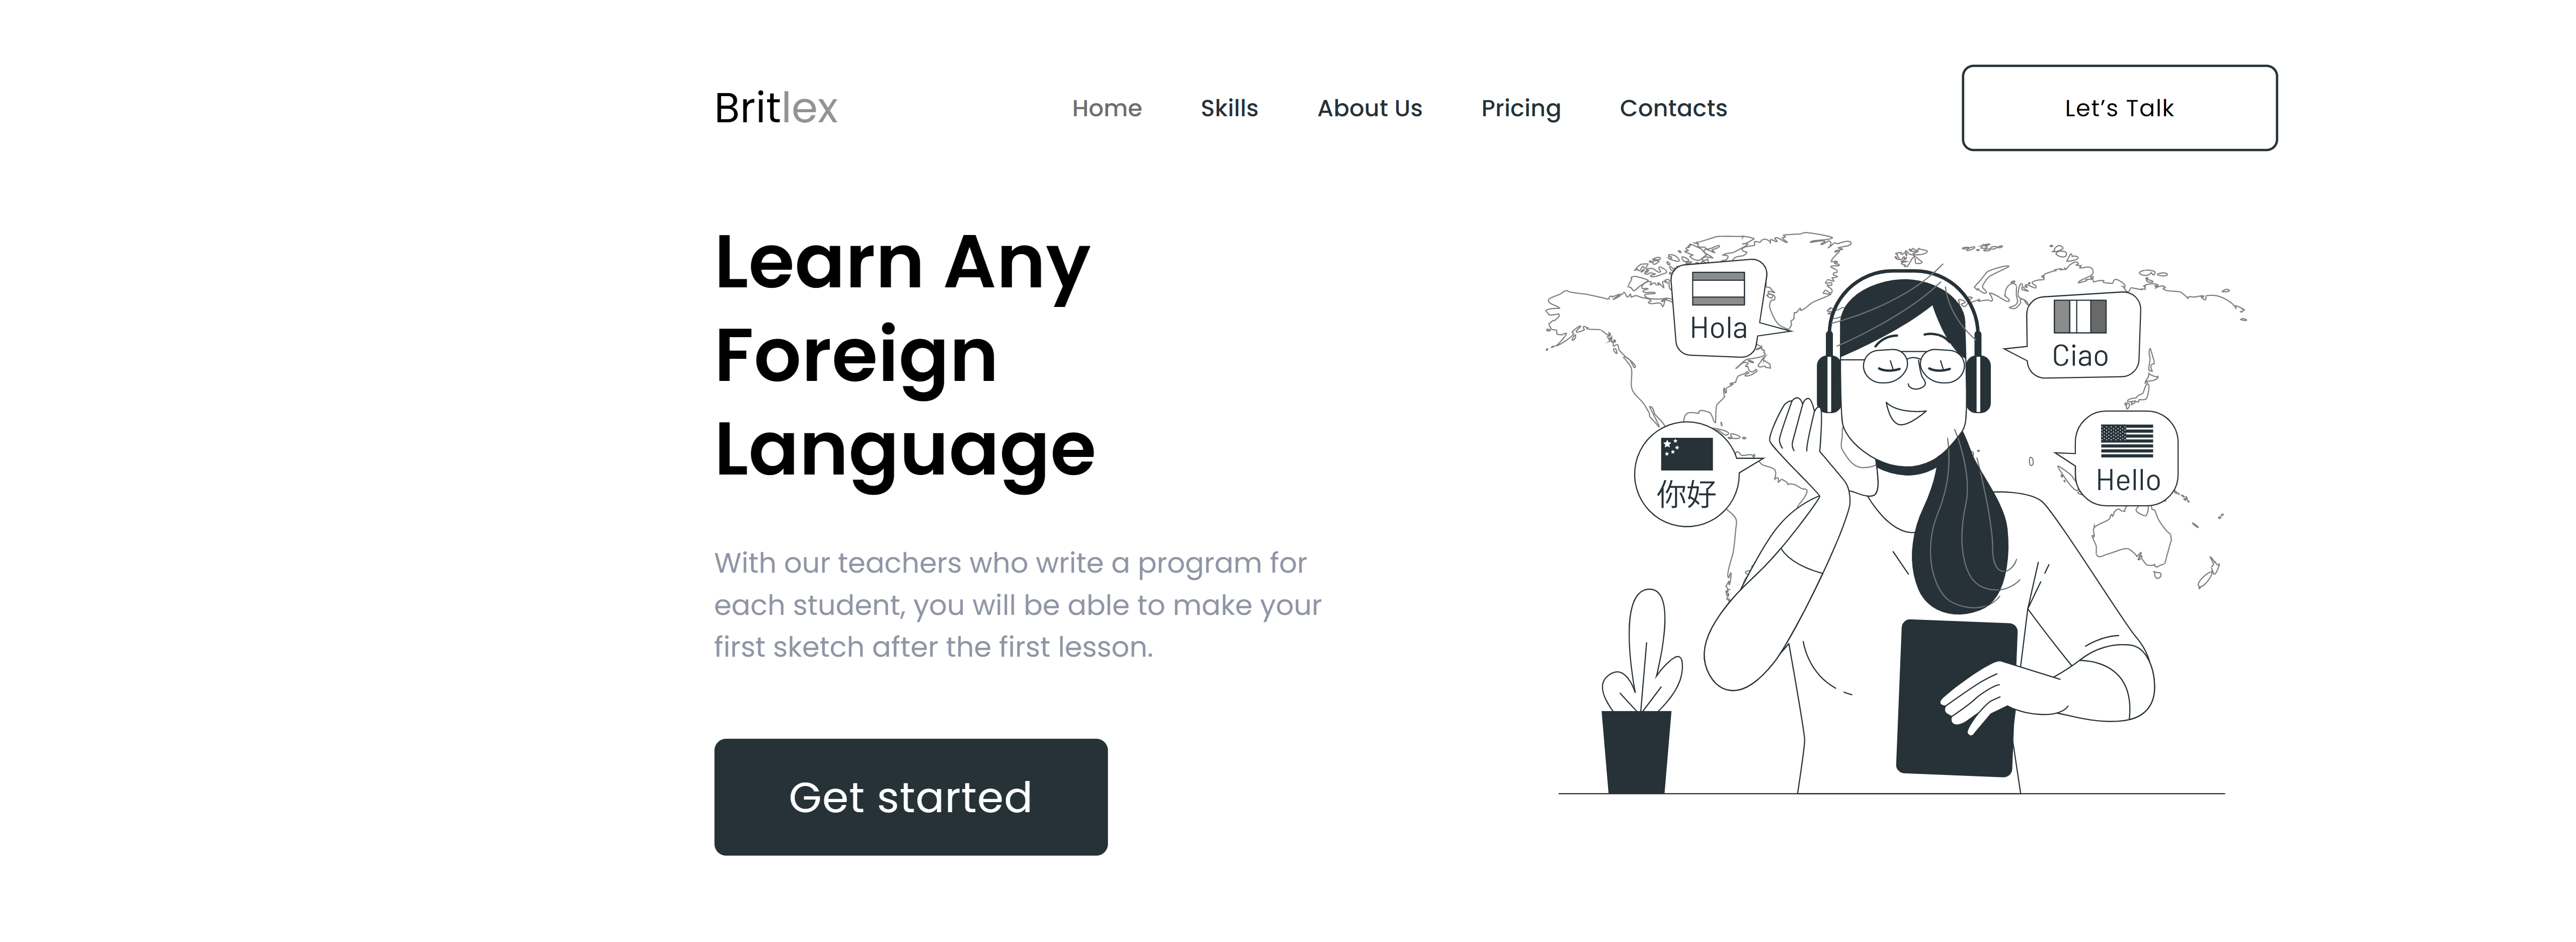 Britlex
Home Skills About Us Pricing Contacts
Let’s Talk
Learn Any
Foreign
Language
With our teachers who write a program for
each student, you will be able to make your
first sketch after the first lesson.
Get started
Hola
Ciao
你好
Hello